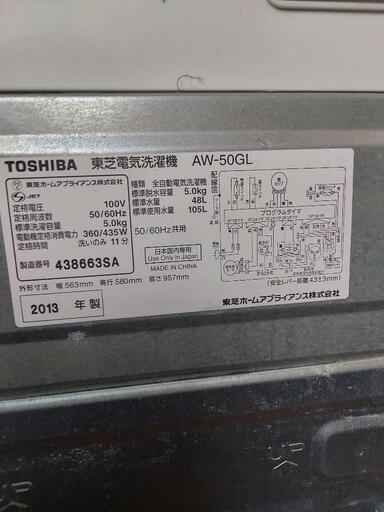 TOSHIBA 東芝電気洗濯機 AW-50GL
東芝ホームアプライアンス株式会社
S-JET
定格電圧 100V
定格周波数 50/60Hz
標準洗濯容量 5.0kg
電動機定格消費電力 360/435W
定格時間 洗いのみ 11分
製造番号 438663SA
種類 全自動電気洗濯機
標準脱水容量 5.0kg
標準水量 48L
標準使用水量 105L
50/60Hz共用
日本国内専用
Use Only in Japan
MADE IN CHINA
外形寸法 幅 563mm 奥行 580mm 高さ 957mm
プログラムタイマ
(安全レバー距離 43±3mm)
2013 年製
東芝ホームアプライアンス株式会社
UP
UP